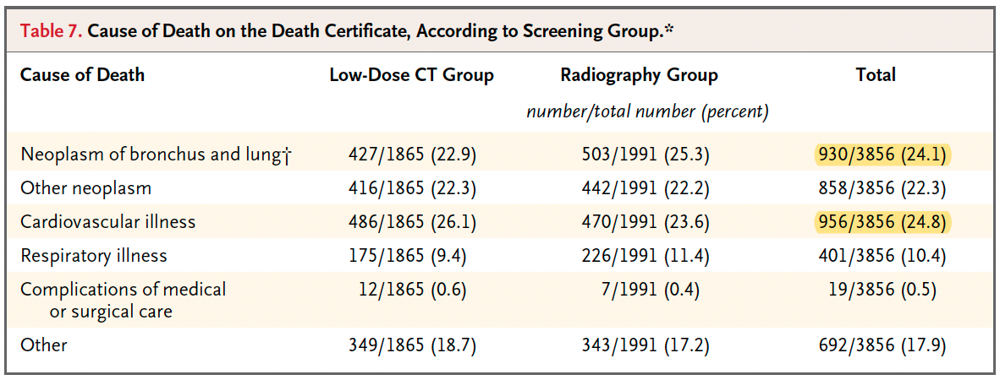 Table 7. Cause of Death on the Death Certificate, According to Screening Group.*
Cause of Death Low-Dose CT Group Radiography Group Total
number/total number (percent)
Neoplasm of bronchus and lung† 427/1865 (22.9) 503/1991 (25.3) 930/3856 (24.1)
Other neoplasm 416/1865 (22.3) 442/1991 (22.2) 858/3856 (22.3)
Cardiovascular illness 486/1865 (26.1) 470/1991 (23.6) 956/3856 (24.8)
Respiratory illness 175/1865 (9.4) 226/1991 (11.4) 401/3856 (10.4)
Complications of medical 12/1865 (0.6) 7/1991 (0.4) 19/3856 (0.5)
or surgical care
Other 349/1865 (18.7) 343/1991 (17.2) 692/3856 (17.9)